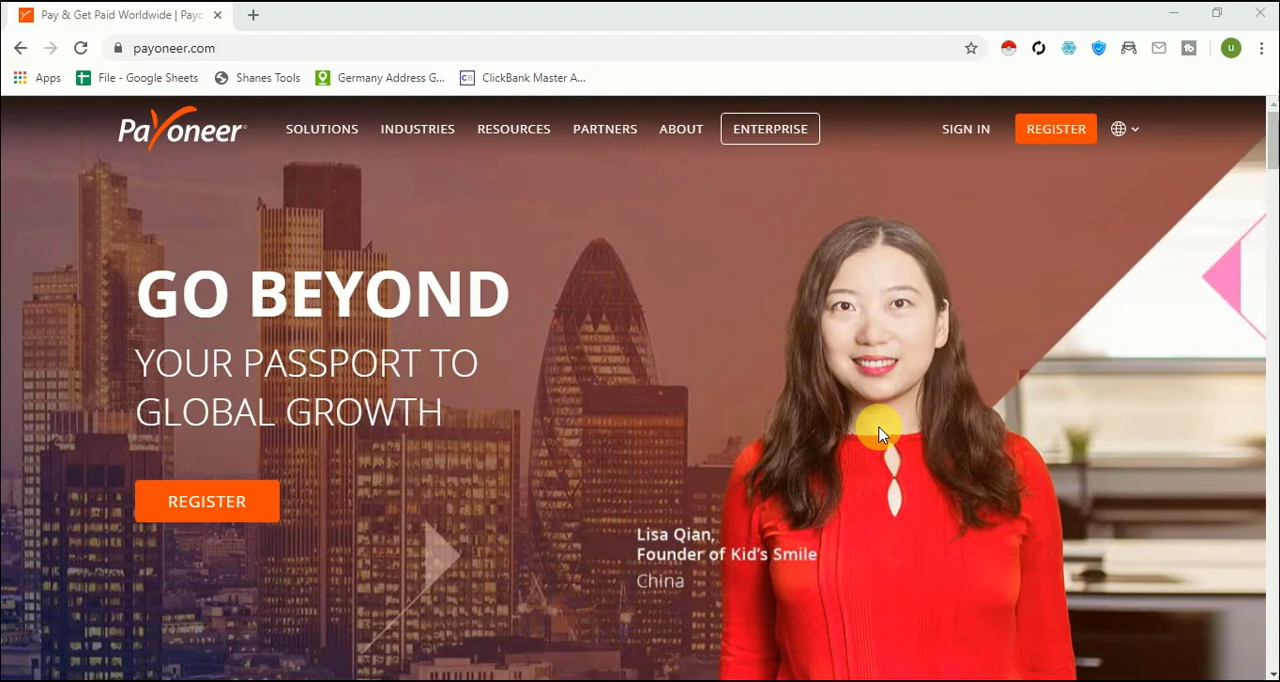 Pay & Get Paid Worldwide | Payo
payoneer.com
u
Apps
File - Google Sheets
Shanes Tools
Germany Address G...
CB
ClickBank Master A...
Payoneer
SOLUTIONS
INDUSTRIES
RESOURCES
PARTNERS
ABOUT
ENTERPRISE
SIGN IN
REGISTER
GO BEYOND
YOUR PASSPORT TO
GLOBAL GROWTH
REGISTER
Lisa Qian,
Founder of Kid's Smile
China